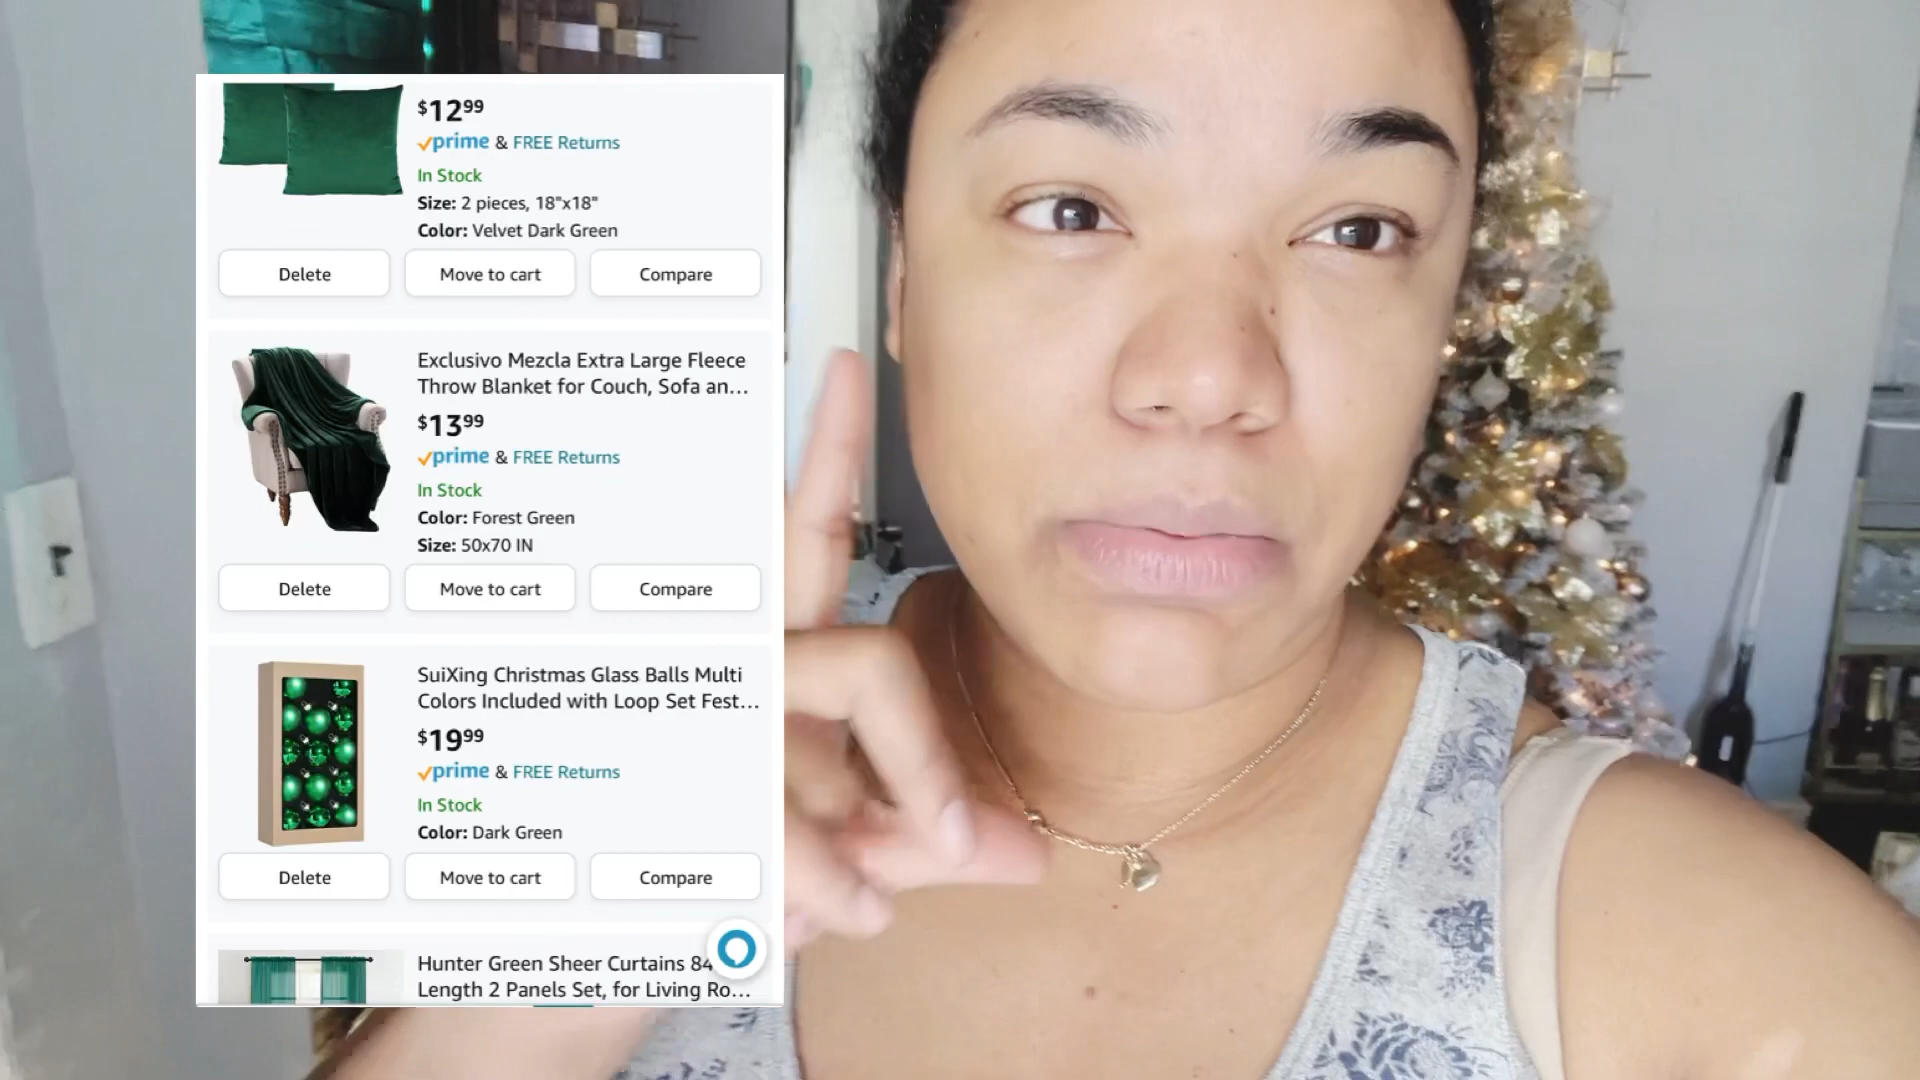 $12.99
prime & FREE Returns
In Stock
Size: 2 pieces, 18"x18"
Color: Velvet Dark Green
Delete Move to cart Compare
Exclusivo Mezcla Extra Large Fleece
Throw Blanket for Couch, Sofa an...
$13.99
prime & FREE Returns
In Stock
Color: Forest Green
Size: 50x70 IN
Delete Move to cart Compare
SuiXing Christmas Glass Balls Multi
Colors Included with Loop Set Fest...
$19.99
prime & FREE Returns
In Stock
Color: Dark Green
Delete Move to cart Compare
Hunter Green Sheer Curtains 84
Length 2 Panels Set, for Living Ro...